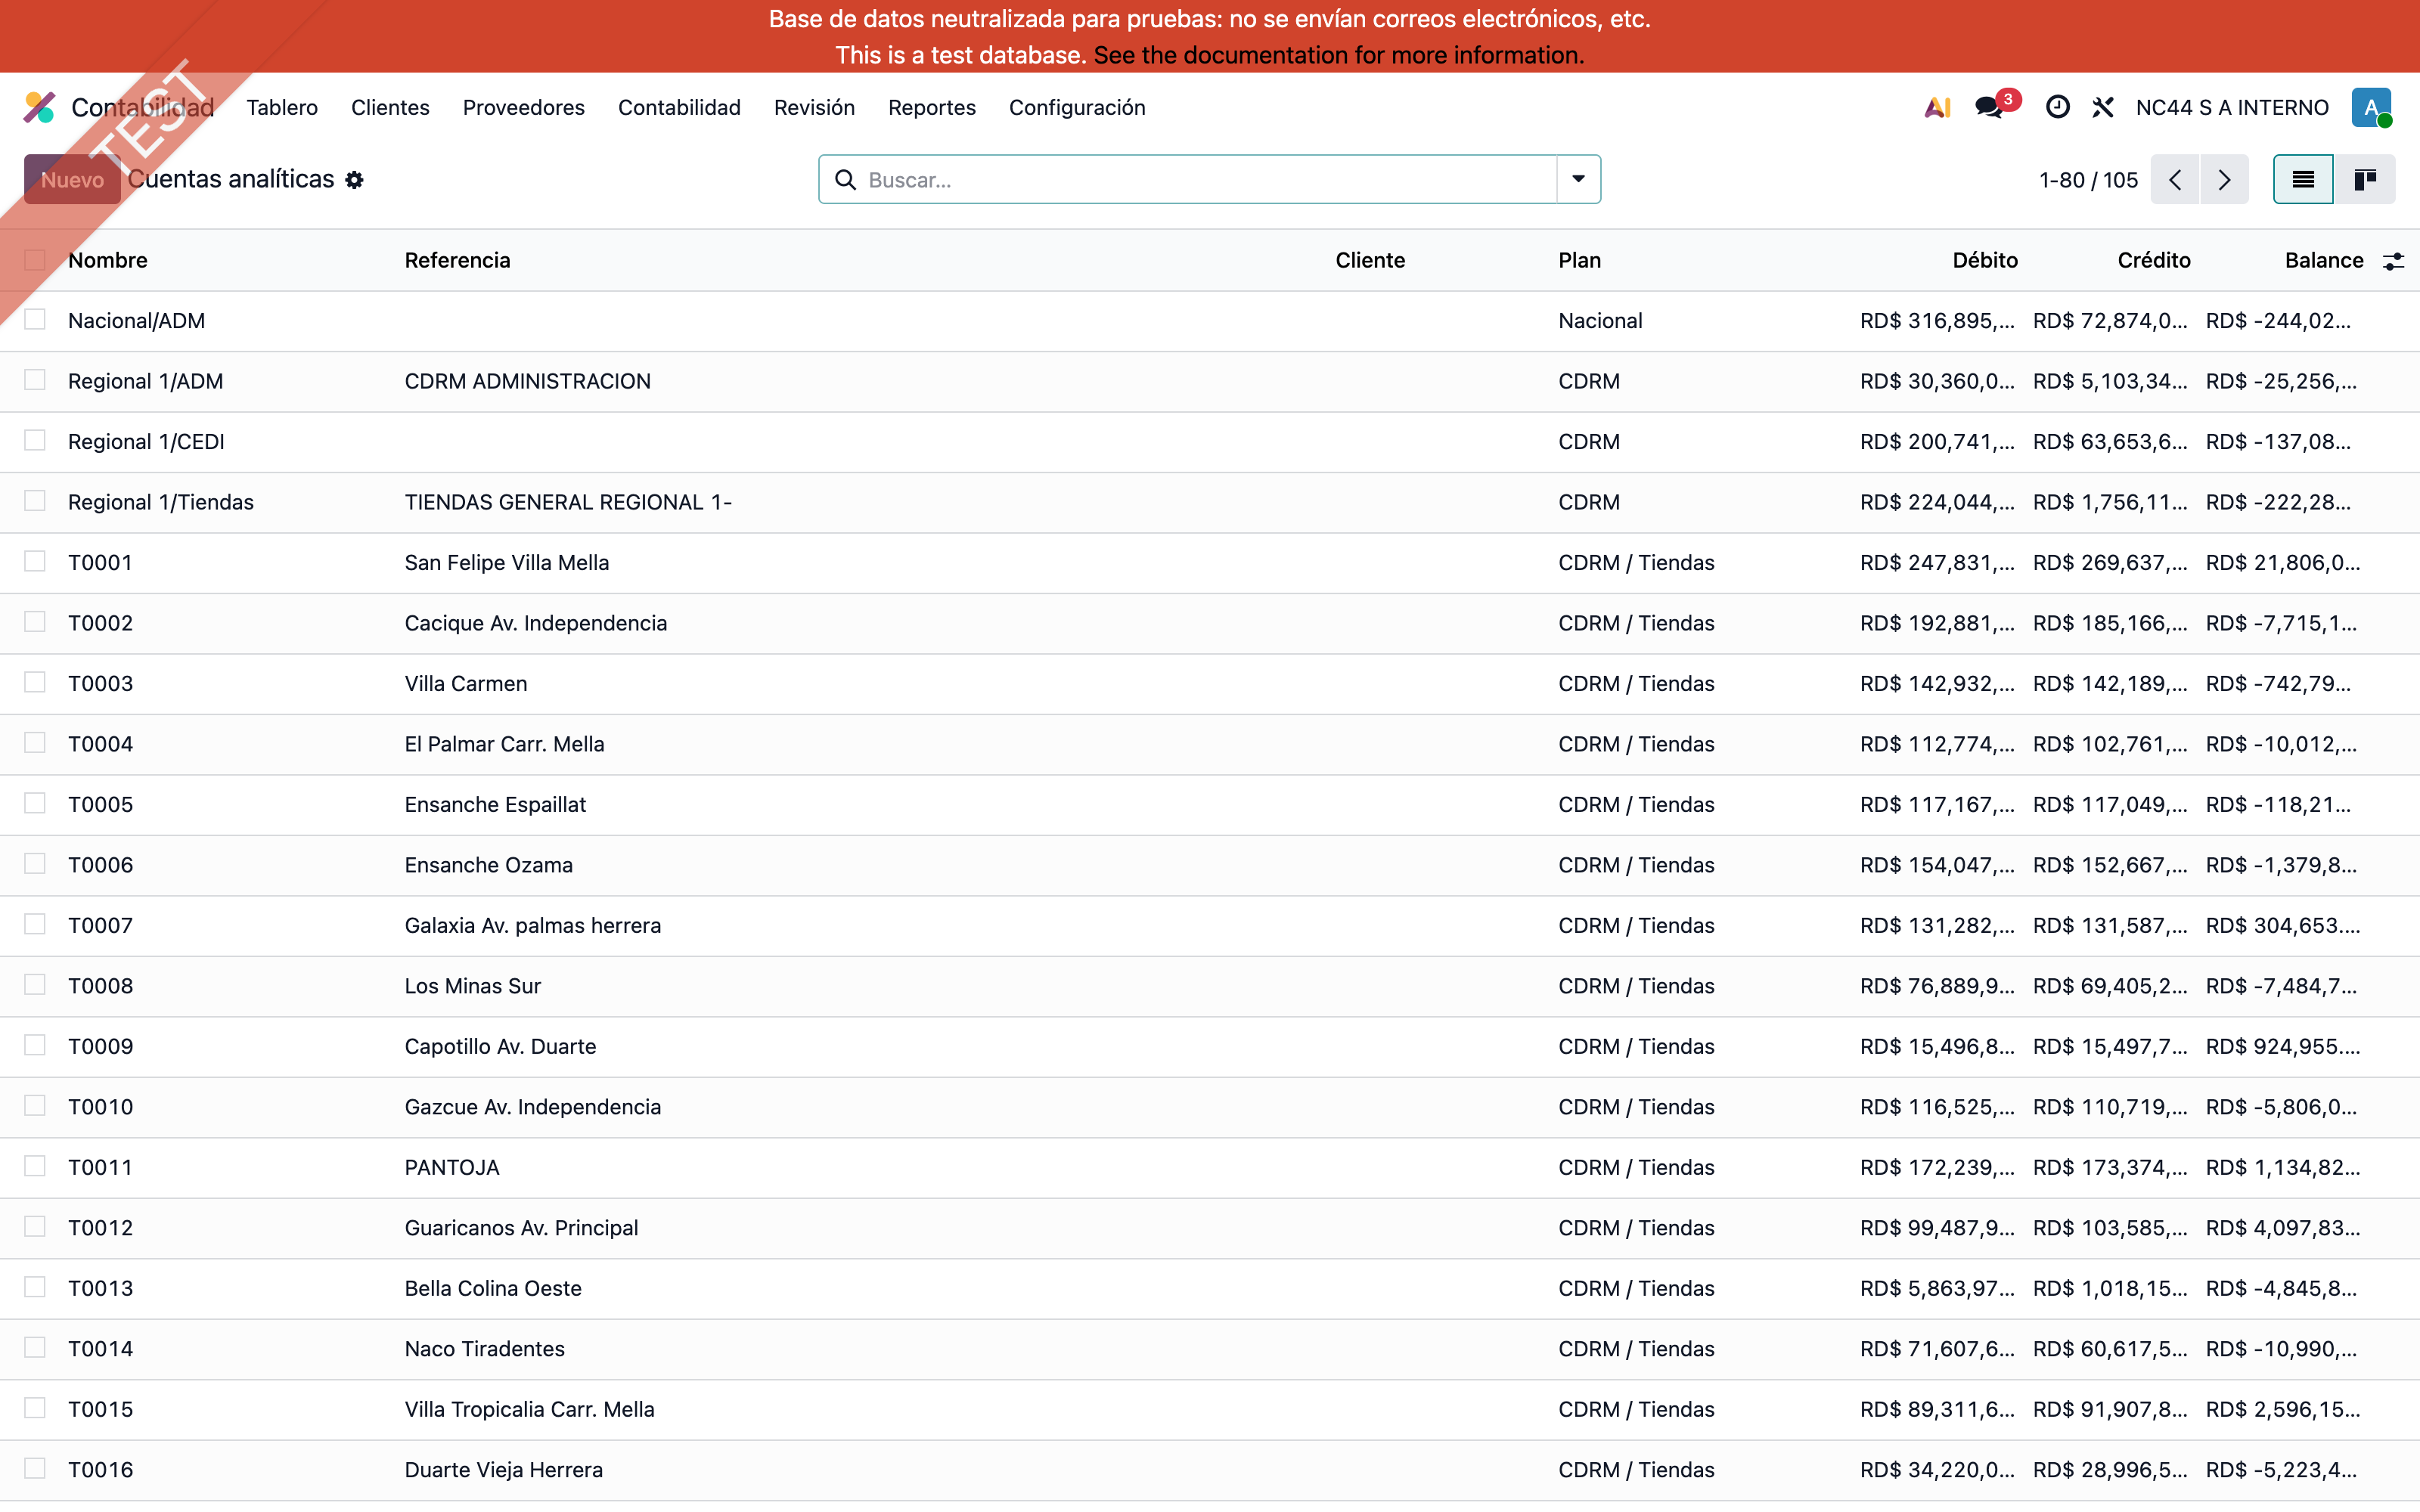 Base de datos neutralizada para pruebas: no se envían correos electrónicos, etc.
This is a test database. See the documentation for more information.
TEST
Contabilidad Tablero Clientes Proveedores Contabilidad Revisión Reportes Configuración AI 3 NC44 S A INTERNO A
Nuevo Cuentas analíticas Buscar... 1-80 / 105
Nombre Referencia Cliente Plan Débito Crédito Balance
Nacional/ADM Nacional RD$ 316,895,... RD$ 72,874,0... RD$ -244,02...
Regional 1/ADM CDRM ADMINISTRACION CDRM RD$ 30,360,0... RD$ 5,103,34... RD$ -25,256,...
Regional 1/CEDI CDRM RD$ 200,741,... RD$ 63,653,6... RD$ -137,08...
Regional 1/Tiendas TIENDAS GENERAL REGIONAL 1- CDRM RD$ 224,044,... RD$ 1,756,11... RD$ -222,28...
T0001 San Felipe Villa Mella CDRM / Tiendas RD$ 247,831,... RD$ 269,637,... RD$ 21,806,0...
T0002 Cacique Av. Independencia CDRM / Tiendas RD$ 192,881,... RD$ 185,166,... RD$ -7,715,1...
T0003 Villa Carmen CDRM / Tiendas RD$ 142,932,... RD$ 142,189,... RD$ -742,79...
T0004 El Palmar Carr. Mella CDRM / Tiendas RD$ 112,774,... RD$ 102,761,... RD$ -10,012,...
T0005 Ensanche Espaillat CDRM / Tiendas RD$ 117,167,... RD$ 117,049,... RD$ -118,21...
T0006 Ensanche Ozama CDRM / Tiendas RD$ 154,047,... RD$ 152,667,... RD$ -1,379,8...
T0007 Galaxia Av. palmas herrera CDRM / Tiendas RD$ 131,282,... RD$ 131,587,... RD$ 304,653....
T0008 Los Minas Sur CDRM / Tiendas RD$ 76,889,9... RD$ 69,405,2... RD$ -7,484,7...
T0009 Capotillo Av. Duarte CDRM / Tiendas RD$ 15,496,8... RD$ 15,497,7... RD$ 924,955....
T0010 Gazcue Av. Independencia CDRM / Tiendas RD$ 116,525,... RD$ 110,719,... RD$ -5,806,0...
T0011 PANTOJA CDRM / Tiendas RD$ 172,239,... RD$ 173,374,... RD$ 1,134,82...
T0012 Guaricanos Av. Principal CDRM / Tiendas RD$ 99,487,9... RD$ 103,585,... RD$ 4,097,83...
T0013 Bella Colina Oeste CDRM / Tiendas RD$ 5,863,97... RD$ 1,018,15... RD$ -4,845,8...
T0014 Naco Tiradentes CDRM / Tiendas RD$ 71,607,6... RD$ 60,617,5... RD$ -10,990,...
T0015 Villa Tropicalia Carr. Mella CDRM / Tiendas RD$ 89,311,6... RD$ 91,907,8... RD$ 2,596,15...
T0016 Duarte Vieja Herrera CDRM / Tiendas RD$ 34,220,0... RD$ 28,996,5... RD$ -5,223,4...